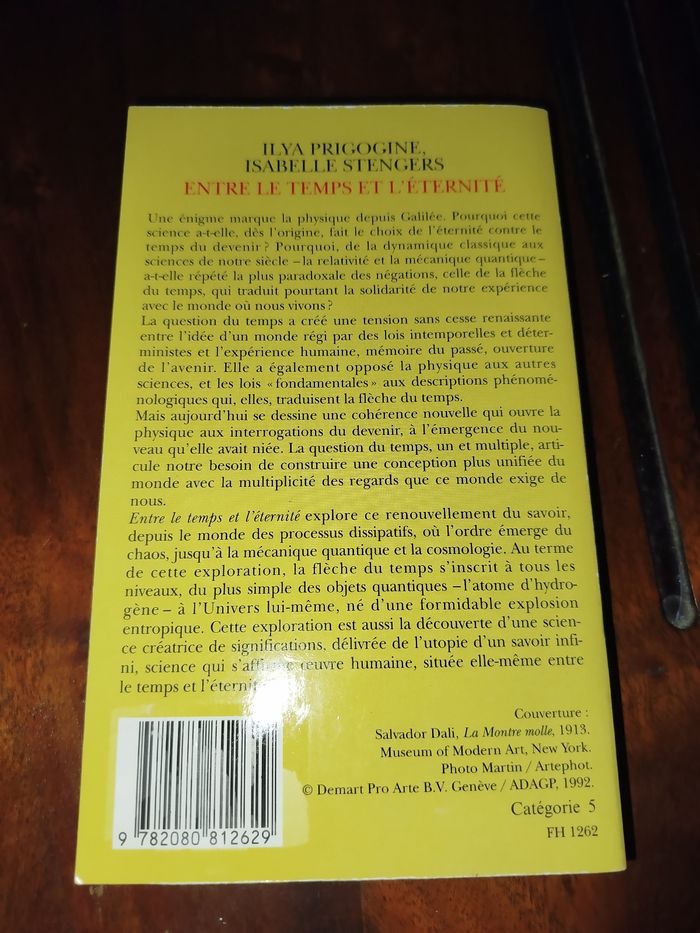 ILYA PRIGOGINE,
ISABELLE STENGERS
ENTRE LE TEMPS ET L'ÉTERNITÉ
Une énigme marque la physique depuis Galilée. Pourquoi cette
science a-t-elle, dès l'origine, fait le choix de l'éternité contre le
temps du devenir ? Pourquoi, de la dynamique classique aux
sciences de notre siècle – la relativité et la mécanique quantique –
a-t-elle répété la plus paradoxale des négations, celle de la flèche
du temps, qui traduit pourtant la solidarité de notre expérience
avec le monde où nous vivons ?
La question du temps a créé une tension sans cesse renaissante
entre l'idée d'un monde régi par des lois intemporelles et déter-
ministes et l'expérience humaine, mémoire du passé, ouverture
de l'avenir. Elle a également opposé la physique aux autres
sciences, et les lois « fondamentales » aux descriptions phénomé-
nologiques qui, elles, traduisent la flèche du temps.
Mais aujourd'hui se dessine une cohérence nouvelle qui ouvre la
physique aux interrogations du devenir, à l'émergence du nou-
veau qu'elle avait niée. La question du temps, un et multiple, arti-
cule notre besoin de construire une conception plus unifiée du
monde avec la multiplicité des regards que ce monde exige de
nous.
Entre le temps et l'éternité explore ce renouvellement du savoir,
depuis le monde des processus dissipatifs, où l'ordre émerge du
chaos, jusqu'à la mécanique quantique et la cosmologie. Au terme
de cette exploration, la flèche du temps s'inscrit à tous les
niveaux, du plus simple des objets quantiques – l'atome d'hydro-
gène – à l'Univers lui-même, né d'une formidable explosion
entropique. Cette exploration est aussi la découverte d'une scien-
ce créatrice de significations, délivrée de l'utopie d'un savoir infi-
ni, science qui s'affirme œuvre humaine, située elle-même entre
le temps et l'éternité
Couverture :
Salvador Dali, La Montre molle, 1913.
Museum of Modern Art, New York.
Photo Martin / Artephot.
© Demart Pro Arte B.V. Genève / ADAGP, 1992.
Catégorie 5
FH 1262
9 782080 812629